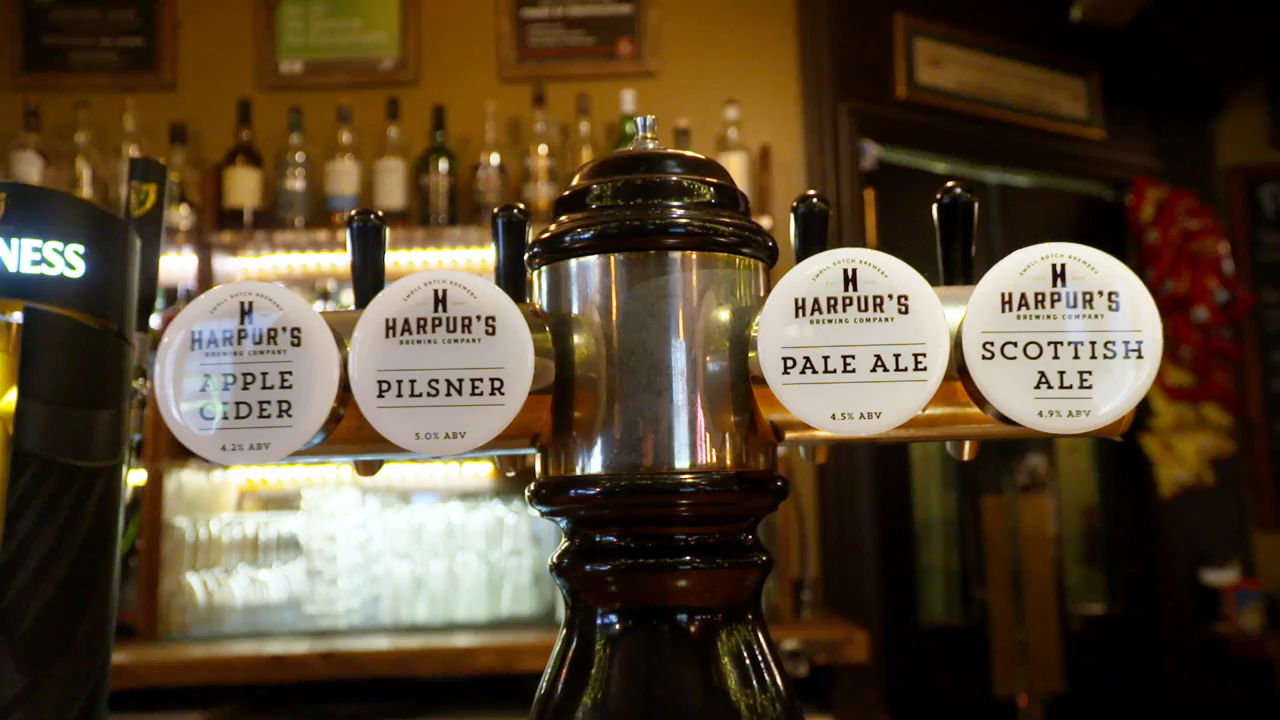 NESS
SMALL BATCH BREWERY
H
HARPUR'S
BREWING COMPANY
APPLE
CIDER
4.2% ABV
SMALL BATCH BREWERY
H
HARPUR'S
BREWING COMPANY
PILSNER
5.0% ABV
SMALL BATCH BREWERY
H
HARPUR'S
BREWING COMPANY
PALE ALE
4.5% ABV
SMALL BATCH BREWERY
H
HARPUR'S
BREWING COMPANY
SCOTTISH
ALE
4.9% ABV